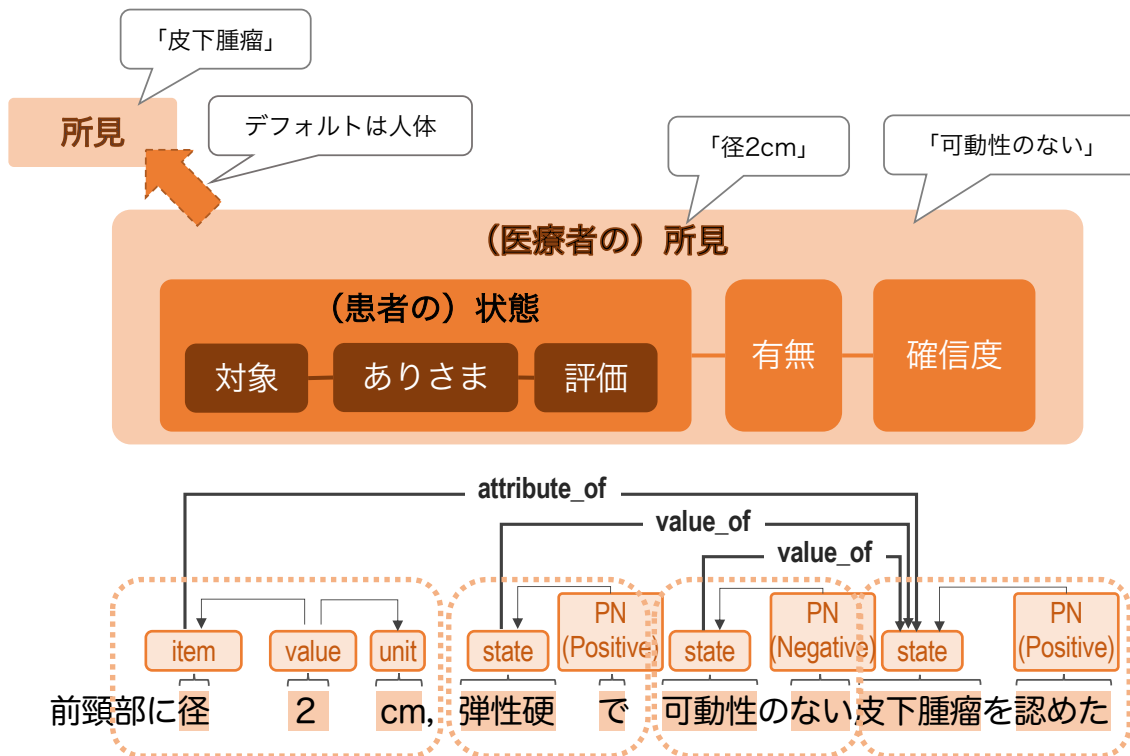 「皮下腫瘤」
所見
デフォルトは人体
「径2cm」
「可動性のない」
（医療者の）所見
（患者の）状態
対象
ありさま
評価
有無
確信度
attribute_of
value_of
value_of
item
value
unit
state
PN
(Positive)
state
PN
(Negative)
state
PN
(Positive)
前頸部に径 2 cm, 弾性硬 で 可動性のない皮下腫瘤を認めた